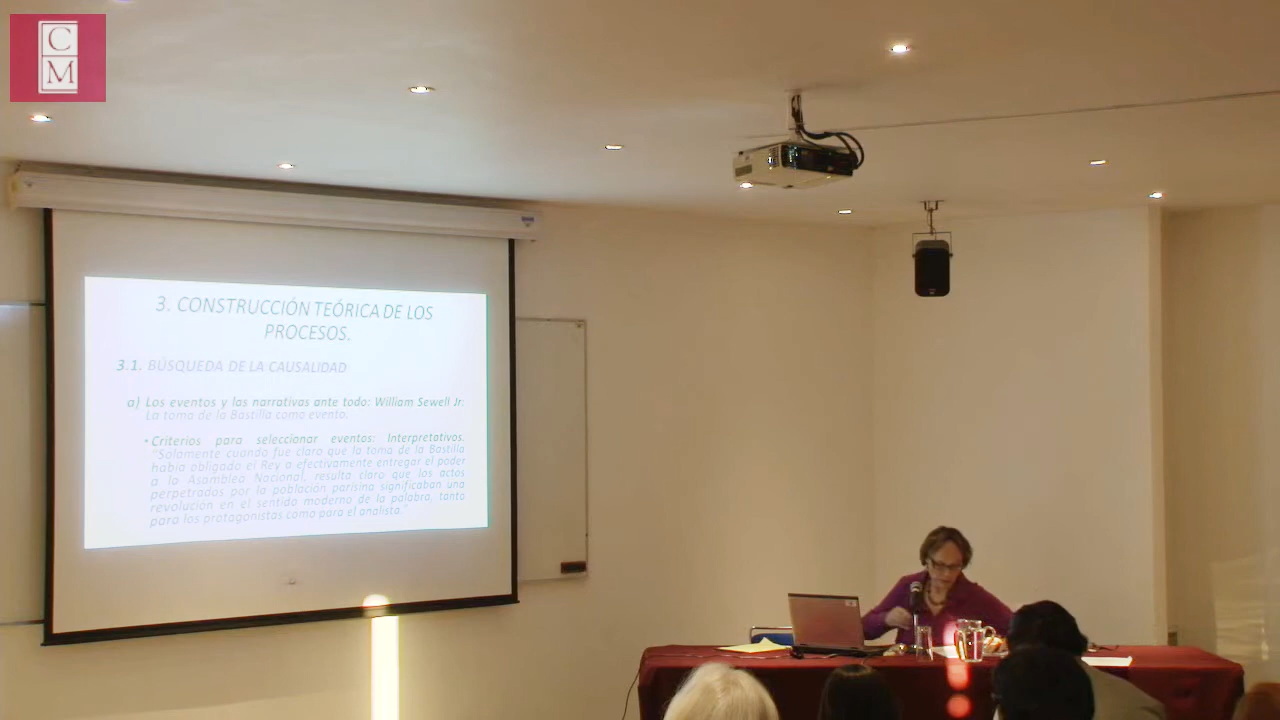 C
M
3. CONSTRUCCIÓN TEÓRICA DE LOS
PROCESOS.
3.1. BÚSQUEDA DE LA CAUSALIDAD
a) Los eventos y las narrativas ante todo: William Sewell Jr:
La toma de la Bastilla como evento.
• Criterios para seleccionar eventos: Interpretativos.
"Solamente cuando fue claro que la toma de la Bastilla
había obligado el Rey a efectivamente entregar el poder
a la Asamblea Nacional, resulta claro que los actos
perpetrados por la población parisina significaban una
revolución en el sentido moderno de la palabra, tanto
para los protagonistas como para el analista."